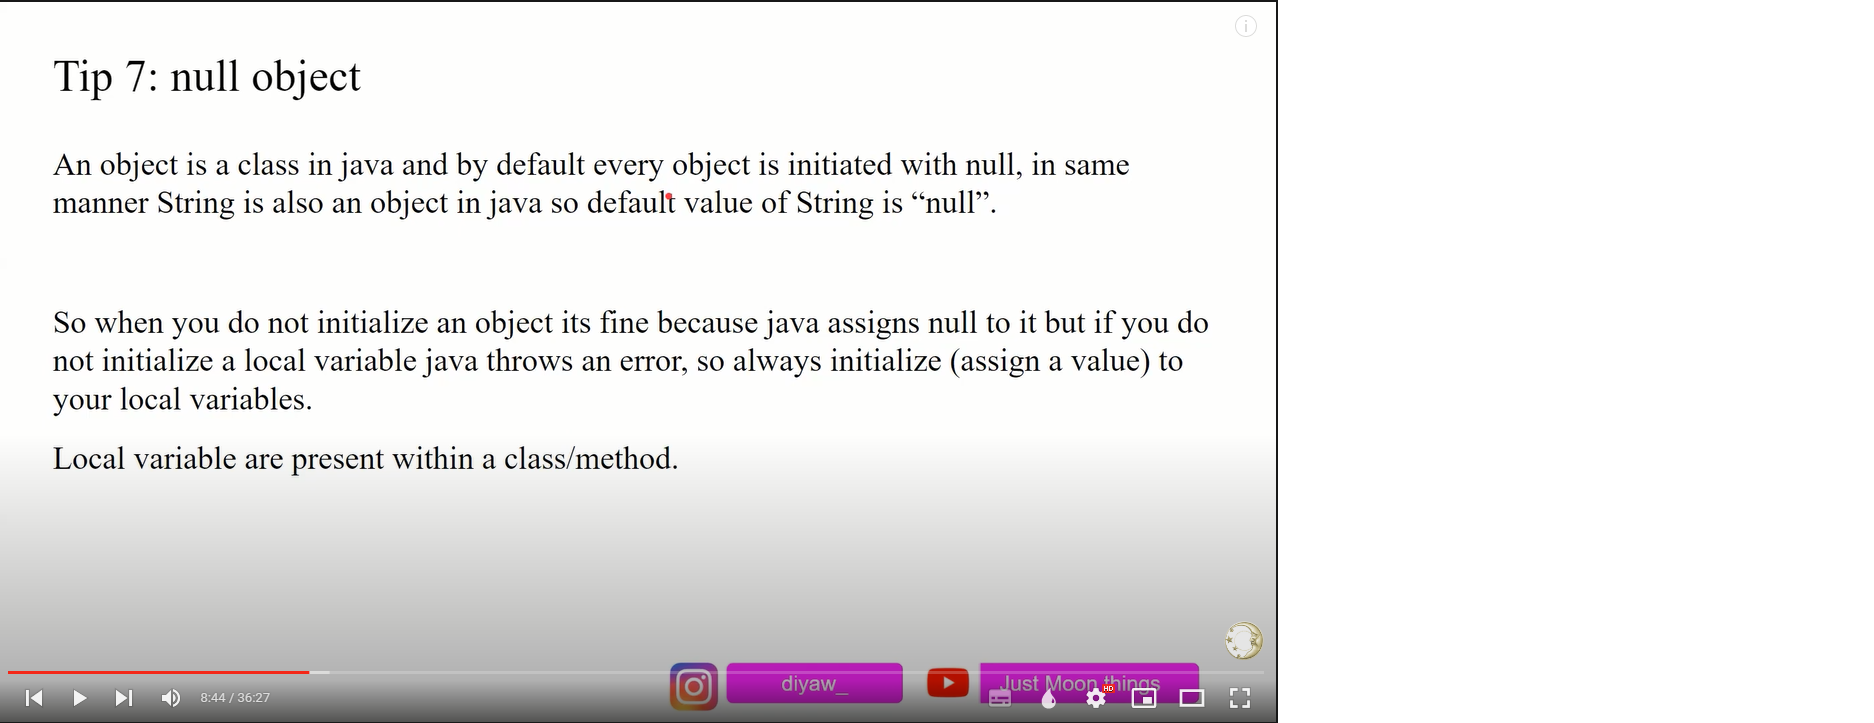 Tip 7: null object
An object is a class in java and by default every object is initiated with null, in same
manner String is also an object in java so default value of String is “null”.
So when you do not initialize an object its fine because java assigns null to it but if you do
not initialize a local variable java throws an error, so always initialize (assign a value) to
your local variables.
Local variable are present within a class/method.
diyaw_
Just Moon things
8:44 / 36:27
HD